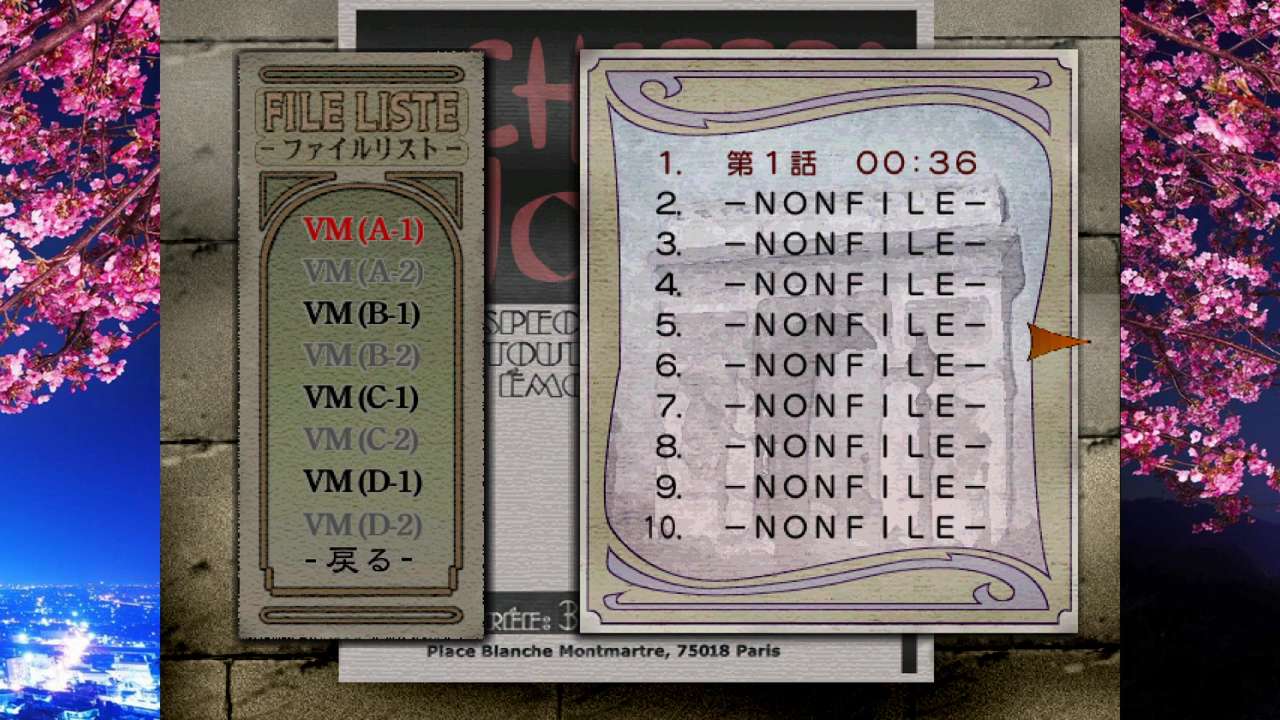 FILE LISTE
-ファイルリスト-
VM(A-1)
VM(A-2)
VM(B-1)
VM(B-2)
VM(C-1)
VM(C-2)
VM(D-1)
VM(D-2)
-戻る-
1. 第1話 00:36
2. -NONFILE-
3. -NONFILE-
4. -NONFILE-
5. -NONFILE-
6. -NONFILE-
7. -NONFILE-
8. -NONFILE-
9. -NONFILE-
10. -NONFILE-
Place Blanche Montmartre, 75018 Paris